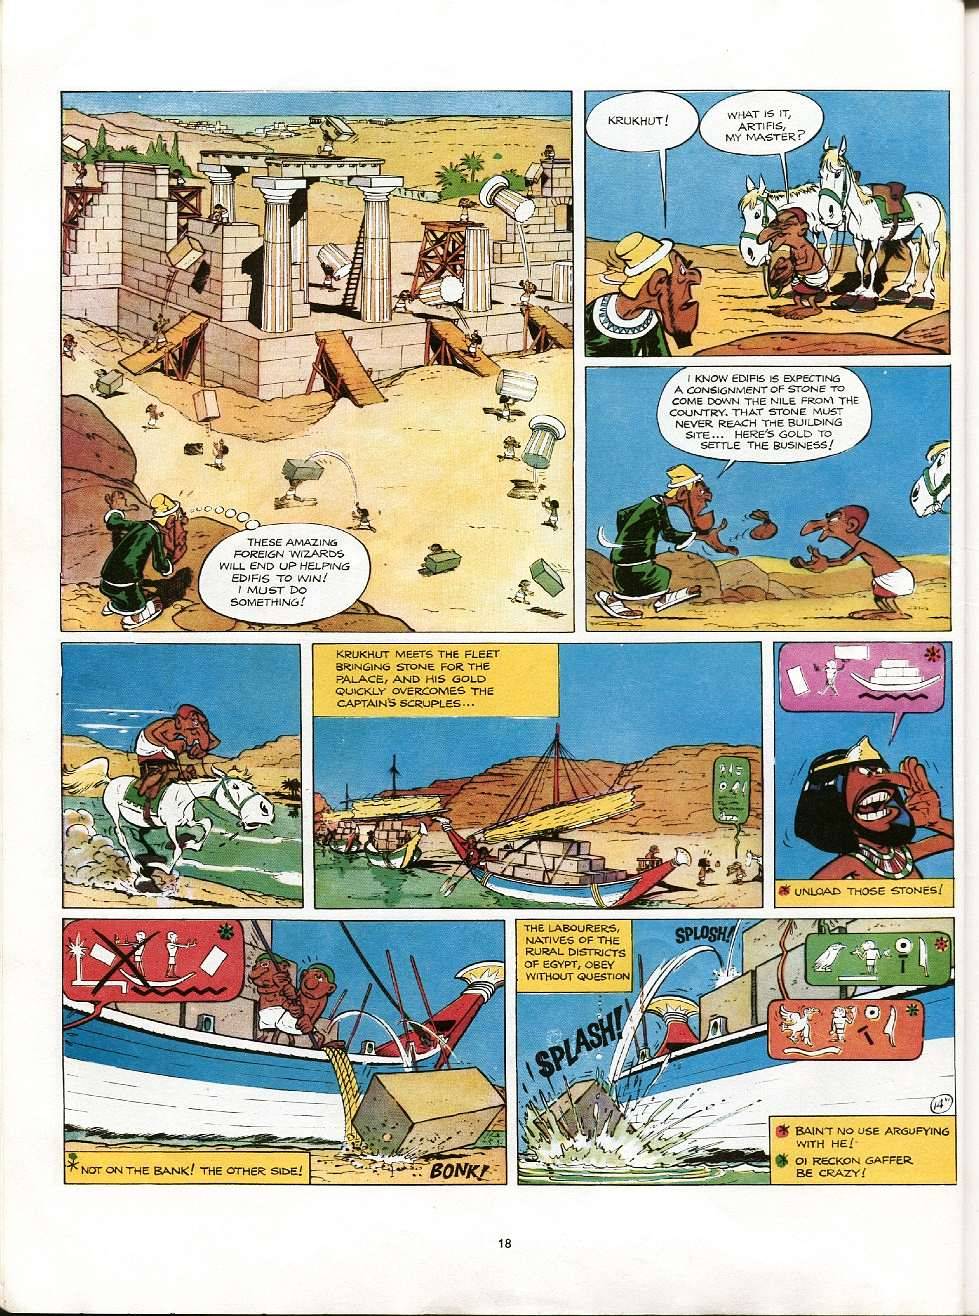 THESE AMAZING
FOREIGN WIZARDS
WILL END UP HELPING
EDIFIS TO WIN!
I MUST DO
SOMETHING!
KRUKHUT!
WHAT IS IT,
ARTIFIS,
MY MASTER?
I KNOW EDIFIS IS EXPECTING
A CONSIGNMENT OF STONE TO
COME DOWN THE NILE FROM THE
COUNTRY. THAT STONE MUST
NEVER REACH THE BUILDING
SITE... HERE'S GOLD TO
SETTLE THE BUSINESS!
KRUKHUT MEETS THE FLEET
BRINGING STONE FOR THE
PALACE, AND HIS GOLD
QUICKLY OVERCOMES THE
CAPTAIN'S SCRUPLES...
* UNLOAD THOSE STONES!
* NOT ON THE BANK! THE OTHER SIDE!
BONK!
THE LABOURERS,
NATIVES OF THE
RURAL DISTRICTS
OF EGYPT, OBEY
WITHOUT QUESTION
SPLOSH!
SPLASH!
* BAIN'T NO USE ARGUFYING
WITH HE!
* OI RECKON GAFFER
BE CRAZY!
18